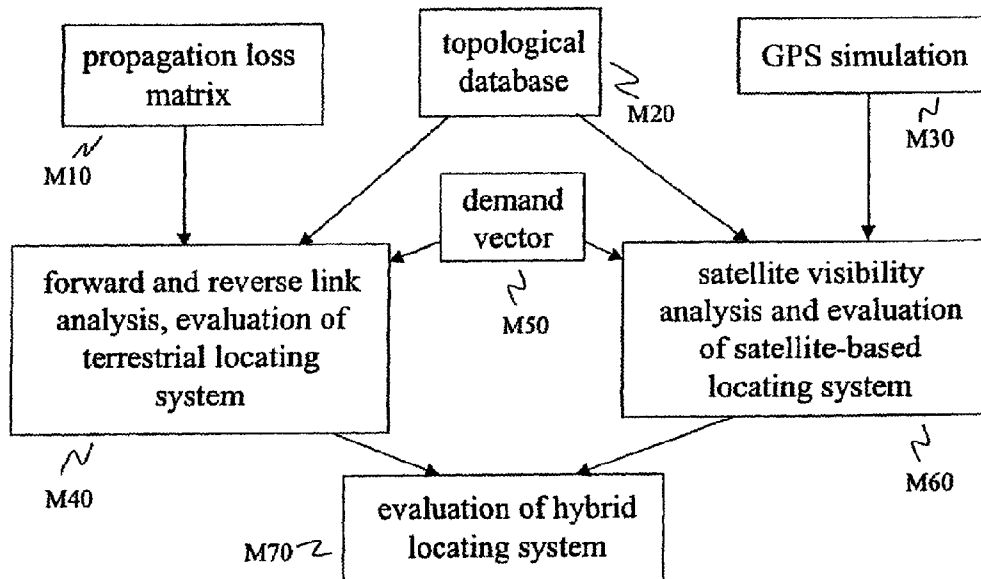 propagation loss
matrix
M10
topological
database
M20
GPS simulation
M30
demand
vector
M50
forward and reverse link
analysis, evaluation of
terrestrial locating
system
M40
satellite visibility
analysis and evaluation
of satellite-based
locating system
M60
evaluation of hybrid
locating system
M70